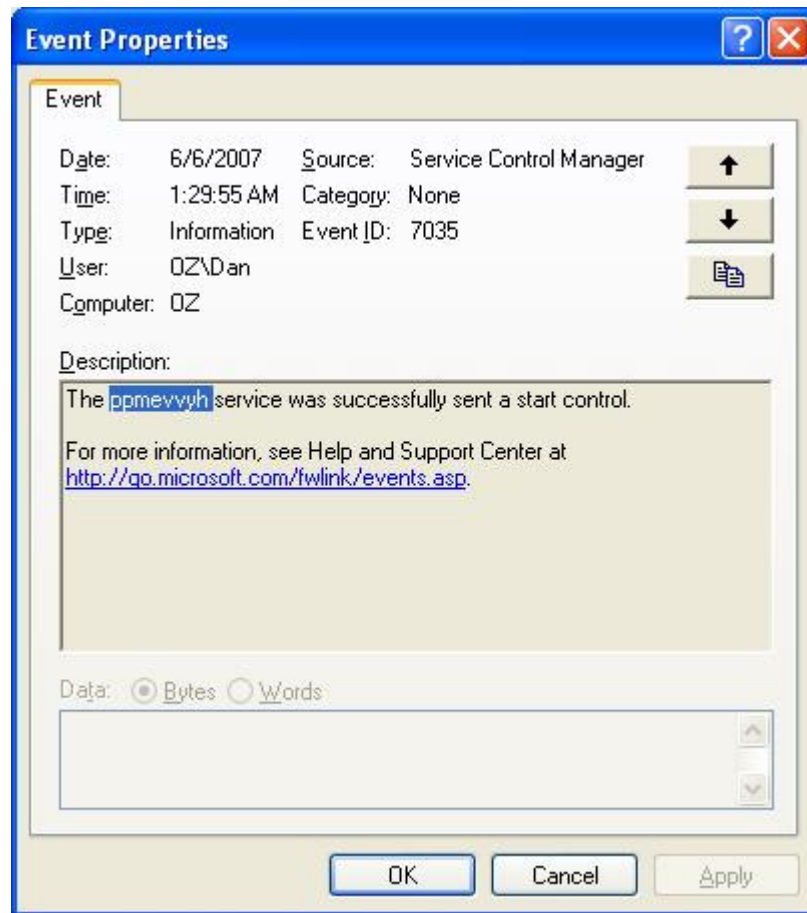 Event Properties
Event
Date: 6/6/2007 Source: Service Control Manager
Time: 1:29:55 AM Category: None
Type: Information Event ID: 7035
User: OZ\Dan
Computer: OZ
Description:
The ppmevvyh service was successfully sent a start control.
For more information, see Help and Support Center at
http://go.microsoft.com/fwlink/events.asp.
Data: Bytes Words
OK Cancel Apply